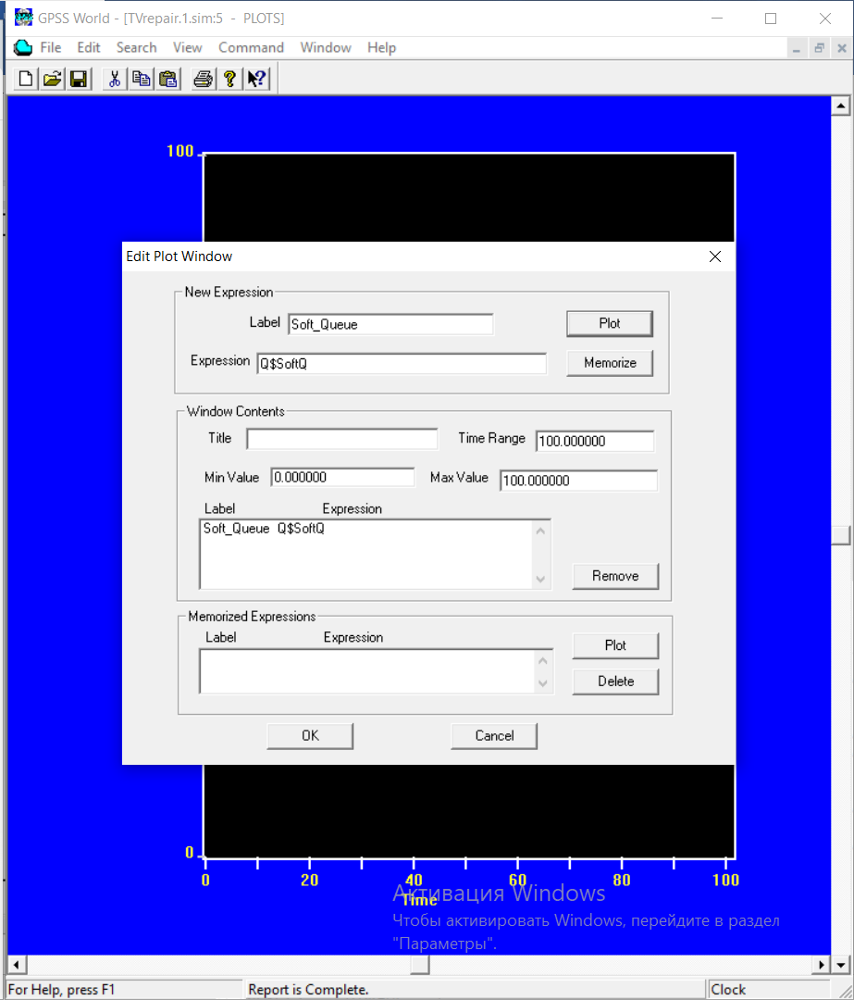 GPSS World - [TVrepair.1.sim:5 - PLOTS]
File Edit Search View Command Window Help
100
Edit Plot Window
New Expression
Label Soft_Queue Plot
Expression Q$SoftQ Memorize
Window Contents
Title Time Range 100.000000
Min Value 0.000000 Max Value 100.000000
Label Expression
Soft_Queue Q$SoftQ
Remove
Memorized Expressions
Label Expression
Plot
Delete
OK Cancel
0
0 20 40 60 80 100
Time
Активация Windows
Чтобы активировать Windows, перейдите в раздел
"Параметры".
For Help, press F1 Report is Complete. Clock